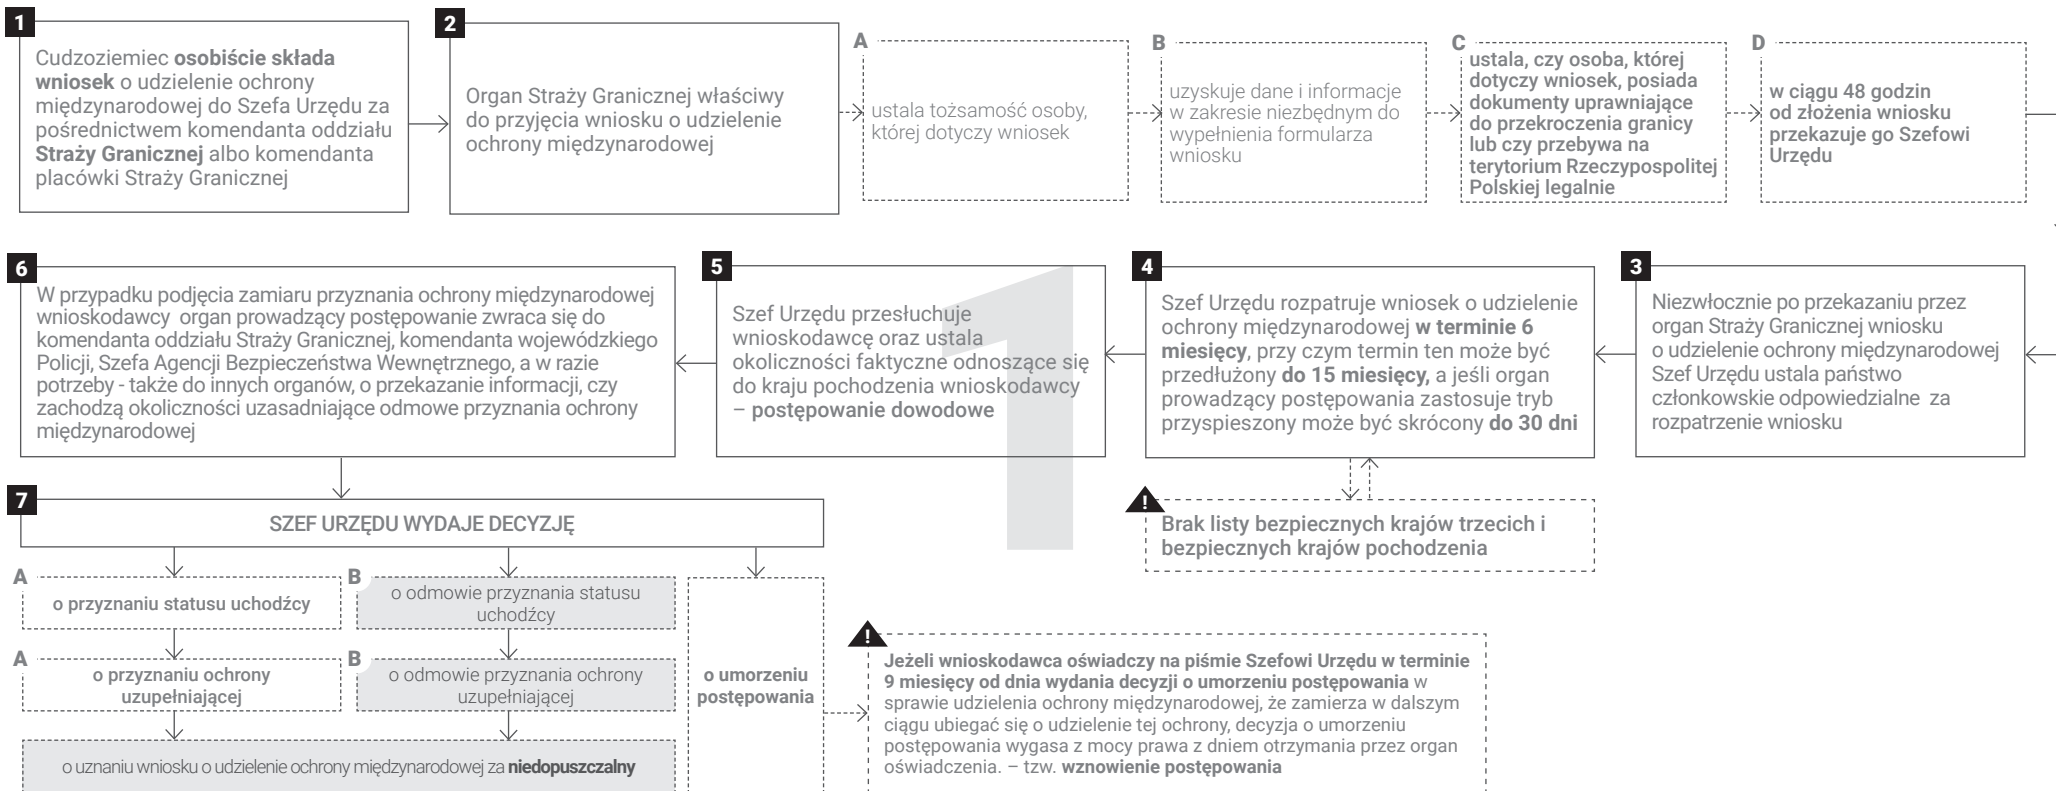 1
Cudzoziemiec osobiście składa
wniosek o udzielenie ochrony
międzynarodowej do Szefa Urzędu za
pośrednictwem komendanta oddziału
Straży Granicznej albo komendanta
placówki Straży Granicznej
2
Organ Straży Granicznej właściwy
do przyjęcia wniosku o udzielenie
ochrony międzynarodowej
A
ustala tożsamość osoby,
której dotyczy wniosek
B
uzyskuje dane i informacje
w zakresie niezbędnym do
wypełnienia formularza
wniosku
C
ustala, czy osoba, której
dotyczy wniosek, posiada
dokumenty uprawniające
do przekroczenia granicy
lub czy przebywa na
terytorium Rzeczypospolitej
Polskiej legalnie
D
w ciągu 48 godzin
od złożenia wniosku
przekazuje go Szefowi
Urzędu
3
Niezwłocznie po przekazaniu przez
organ Straży Granicznej wniosku
o udzielenie ochrony międzynarodowej
Szef Urzędu ustala państwo
członkowskie odpowiedzialne za
rozpatrzenie wniosku
4
Szef Urzędu rozpatruje wniosek o udzielenie
ochrony międzynarodowej w terminie 6
miesięcy, przy czym termin ten może być
przedłużony do 15 miesięcy, a jeśli organ
prowadzący postępowania zastosuje tryb
przyspieszony może być skrócony do 30 dni
!
Brak listy bezpiecznych krajów trzecich i
bezpiecznych krajów pochodzenia
5
1
Szef Urzędu przesłuchuje
wnioskodawcę oraz ustala
okoliczności faktyczne odnoszące się
do kraju pochodzenia wnioskodawcy
– postępowanie dowodowe
6
W przypadku podjęcia zamiaru przyznania ochrony międzynarodowej
wnioskodawcy organ prowadzący postępowanie zwraca się do
komendanta oddziału Straży Granicznej, komendanta wojewódzkiego
Policji, Szefa Agencji Bezpieczeństwa Wewnętrznego, a w razie
potrzeby - także do innych organów, o przekazanie informacji, czy
zachodzą okoliczności uzasadniające odmowe przyznania ochrony
międzynarodowej
7
SZEF URZĘDU WYDAJE DECYZJĘ
A
o przyznaniu statusu uchodźcy
B
o odmowie przyznania statusu
uchodźcy
A
o przyznaniu ochrony
uzupełniającej
B
o odmowie przyznania ochrony
uzupełniającej
o uznaniu wniosku o udzielenie ochrony międzynarodowej za niedopuszczalny
o umorzeniu
postępowania
!
Jeżeli wnioskodawca oświadczy na piśmie Szefowi Urzędu w terminie
9 miesięcy od dnia wydania decyzji o umorzeniu postępowania w
sprawie udzielenia ochrony międzynarodowej, że zamierza w dalszym
ciągu ubiegać się o udzielenie tej ochrony, decyzja o umorzeniu
postępowania wygasa z mocy prawa z dniem otrzymania przez organ
oświadczenia. – tzw. wznowienie postępowania